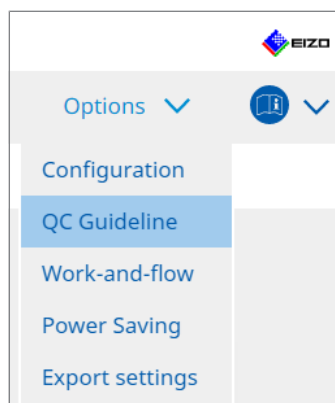 EIZO
Options
Configuration
QC Guideline
Work-and-flow
Power Saving
Export settings